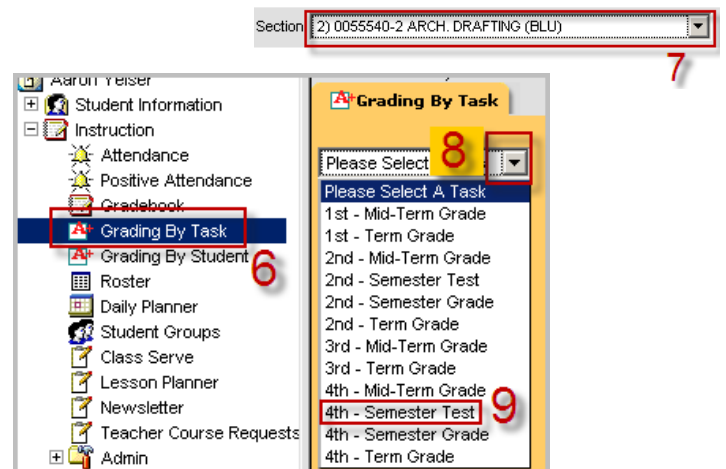 Section 2) 0055540-2 ARCH. DRAFTING (BLU)
7
Aaron Yelser
Student Information
Instruction
Attendance
Positive Attendance
Gradebook
Grading By Task
Grading By Student
6
Roster
Daily Planner
Student Groups
Class Serve
Lesson Planner
Newsletter
Teacher Course Requests
Admin
A+ Grading By Task
8
Please Select
Please Select A Task
1st - Mid-Term Grade
1st - Term Grade
2nd - Mid-Term Grade
2nd - Semester Test
2nd - Semester Grade
2nd - Term Grade
3rd - Mid-Term Grade
3rd - Term Grade
4th - Mid-Term Grade
4th - Semester Test
9
4th - Semester Grade
4th - Term Grade